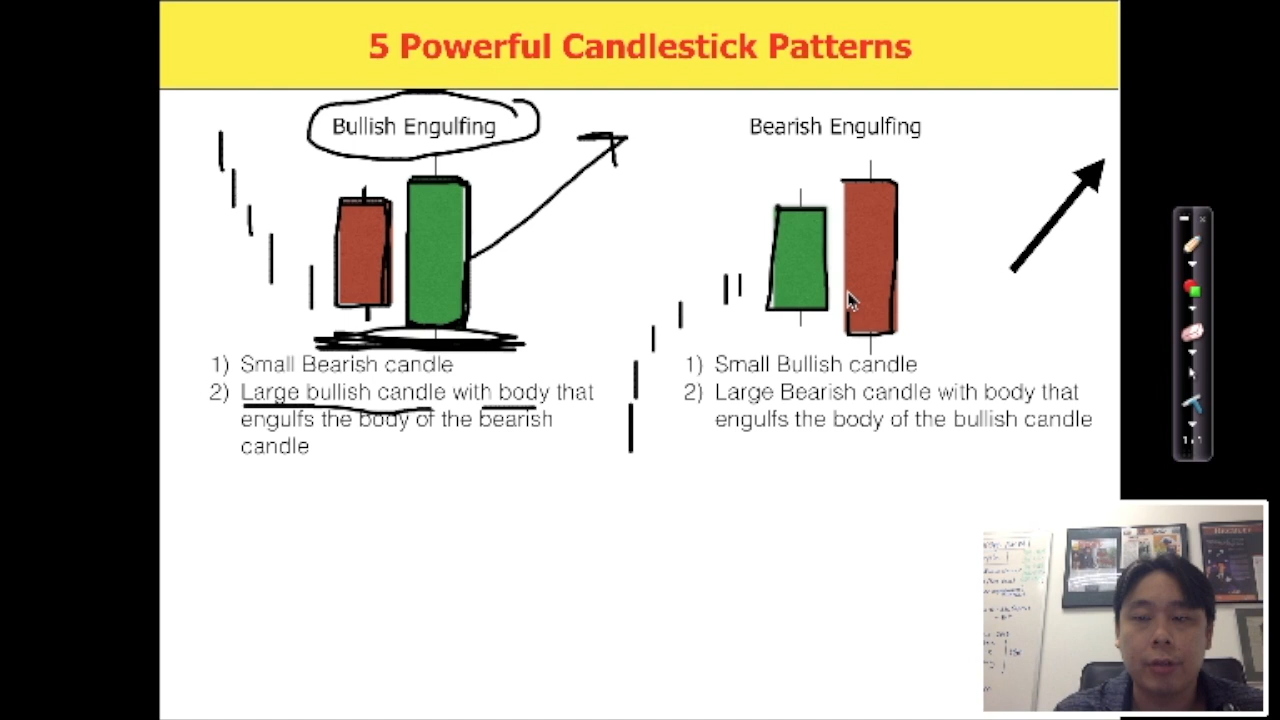 5 Powerful Candlestick Patterns
Bullish Engulfing
1) Small Bearish candle
2) Large bullish candle with body that
engulfs the body of the bearish
candle
Bearish Engulfing
1) Small Bullish candle
2) Large Bearish candle with body that
engulfs the body of the bullish candle